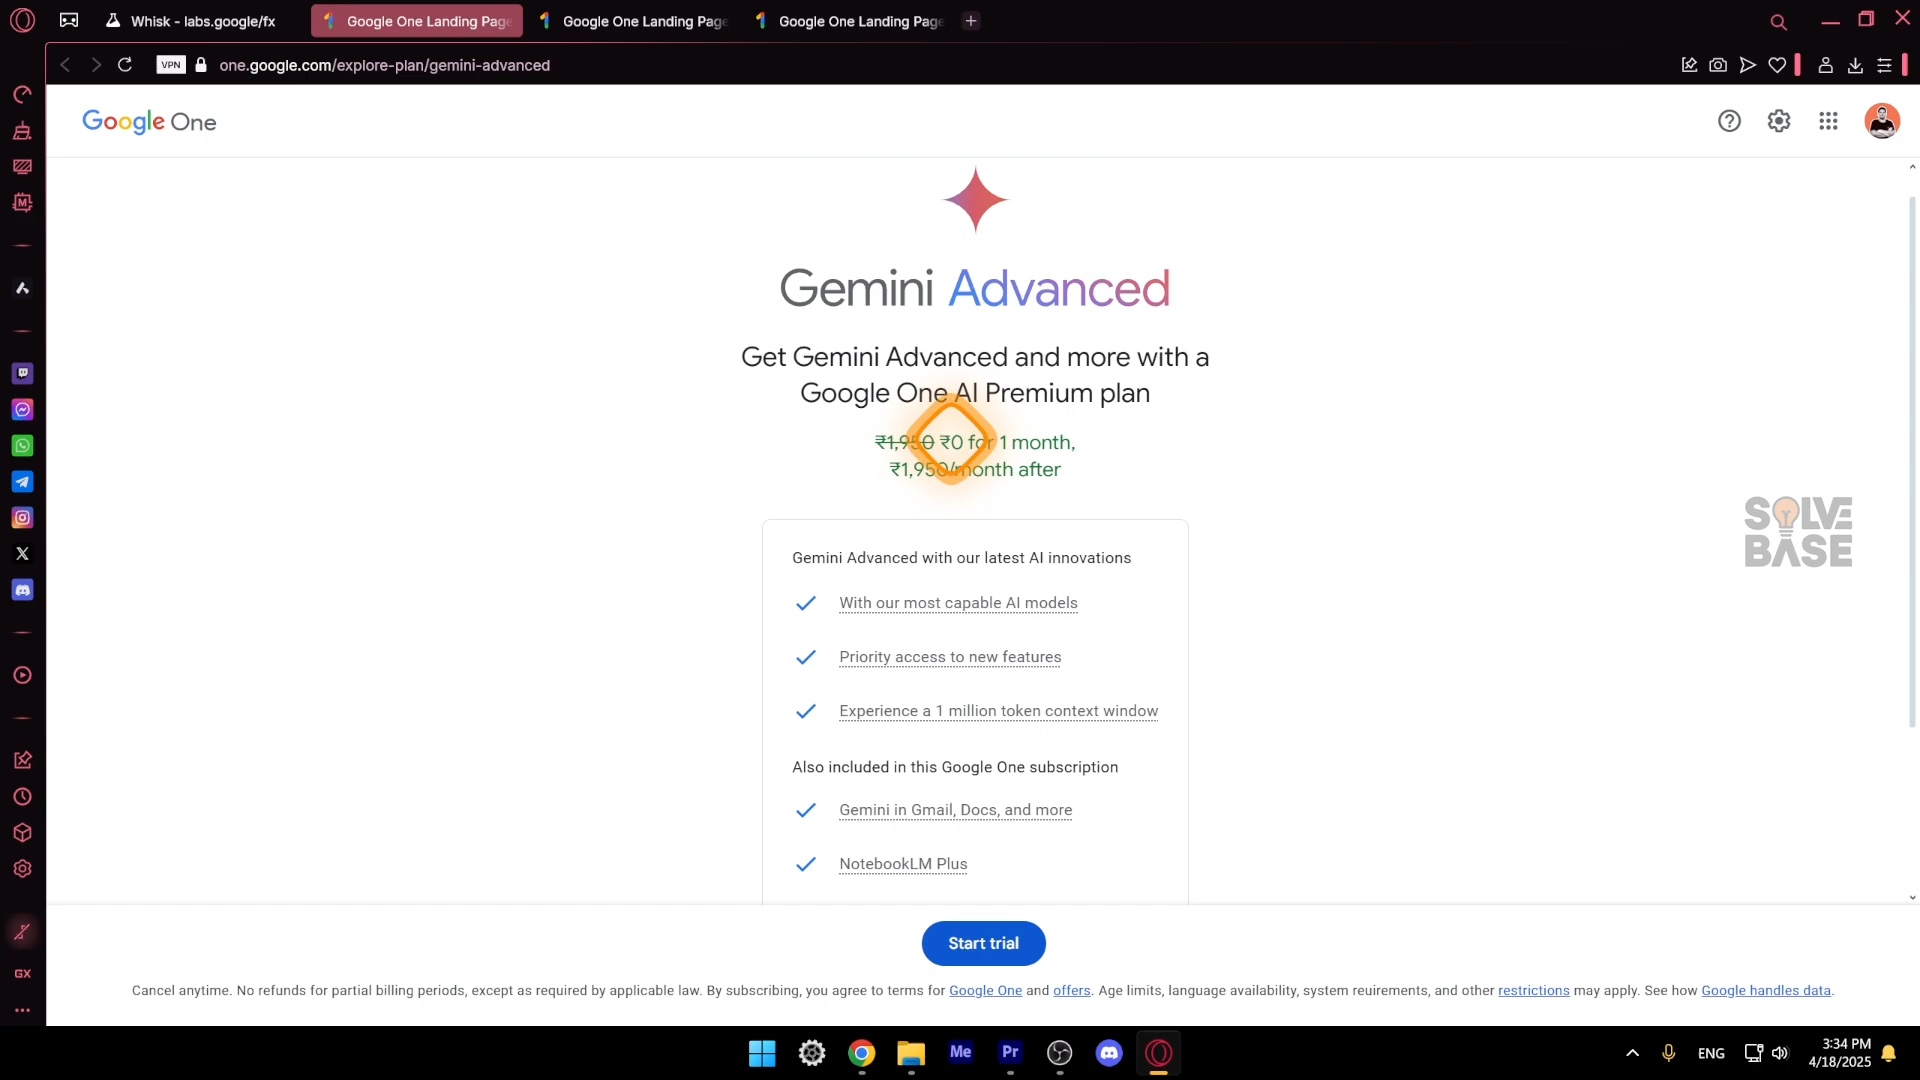 Whisk - labs.google/fx
Google One Landing Page
Google One Landing Page
Google One Landing Page
VPN
one.google.com/explore-plan/gemini-advanced
Google One
Gemini Advanced
Get Gemini Advanced and more with a
Google One AI Premium plan
₹1,950 ₹0 for 1 month,
₹1,950/month after
Gemini Advanced with our latest AI innovations
With our most capable AI models
Priority access to new features
Experience a 1 million token context window
Also included in this Google One subscription
Gemini in Gmail, Docs, and more
NotebookLM Plus
SOLVE
BASE
Start trial
Cancel anytime. No refunds for partial billing periods, except as required by applicable law. By subscribing, you agree to terms for Google One and offers. Age limits, language availability, system reuirements, and other restrictions may apply. See how Google handles data.
GX
Me
Pr
ENG
3:34 PM
4/18/2025